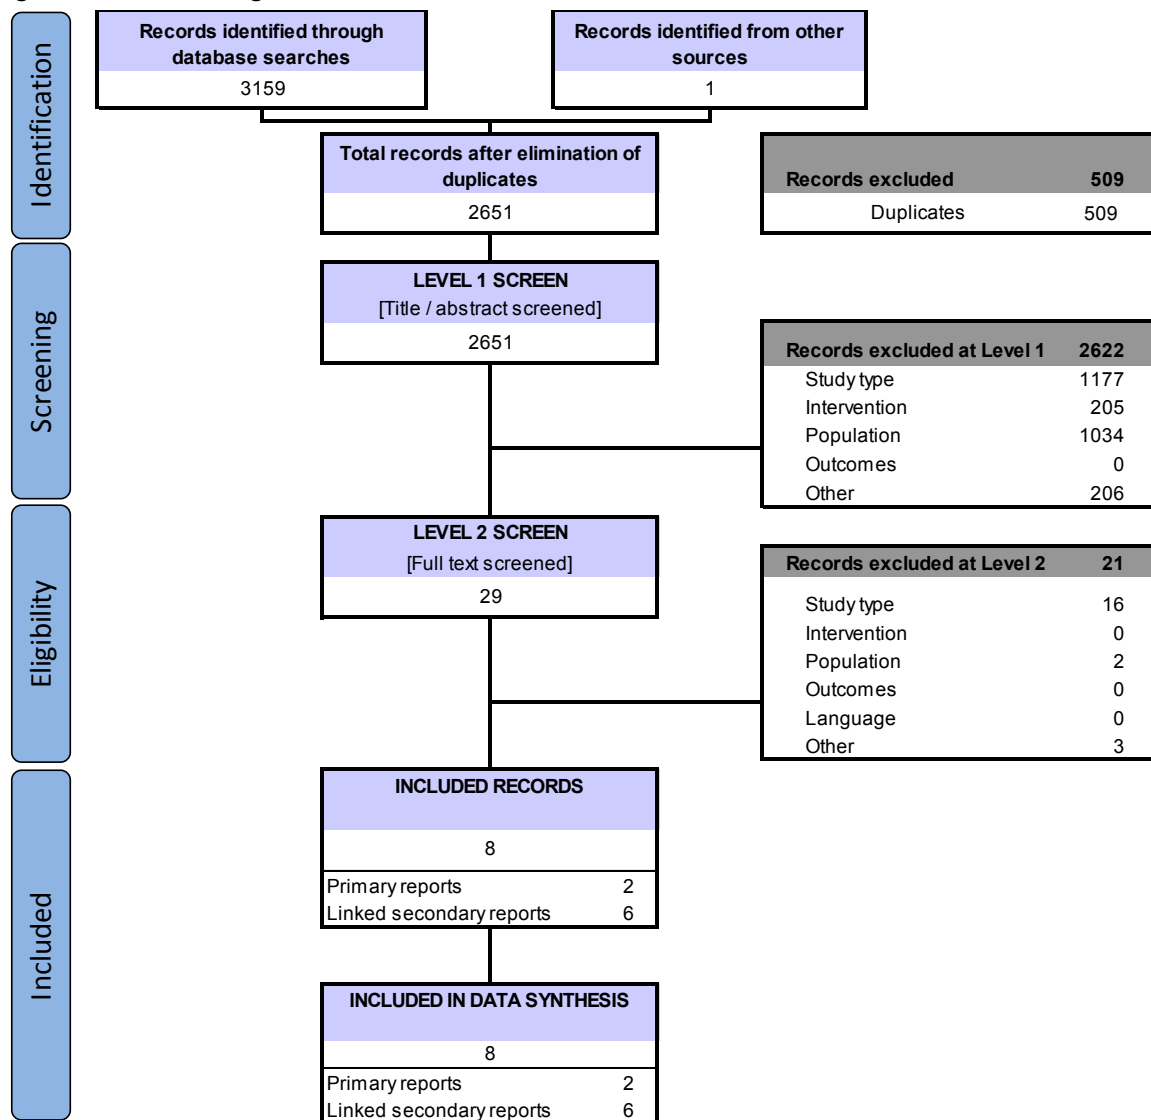 Identification
Records identified through
database searches
3159
Records identified from other
sources
1
Total records after elimination of
duplicates
2651
Records excluded 509
Duplicates 509
Screening
LEVEL 1 SCREEN
[Title / abstract screened]
2651
Records excluded at Level 1 2622
Study type 1177
Intervention 205
Population 1034
Outcomes 0
Other 206
Eligibility
LEVEL 2 SCREEN
[Full text screened]
29
Records excluded at Level 2 21
Study type 16
Intervention 0
Population 2
Outcomes 0
Language 0
Other 3
Included
INCLUDED RECORDS
8
Primary reports 2
Linked secondary reports 6
INCLUDED IN DATA SYNTHESIS
8
Primary reports 2
Linked secondary reports 6